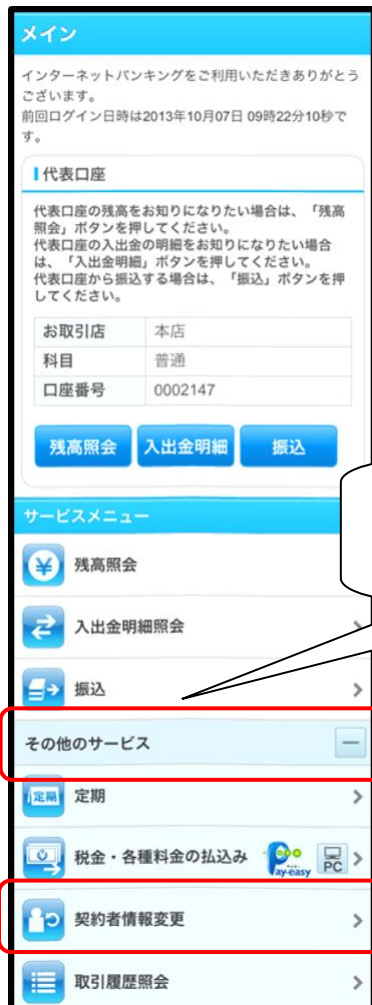 メイン
インターネットバンキングをご利用いただきありがとう
ございます。
前回ログイン日時は2013年10月07日 09時22分10秒で
す。
代表口座
代表口座の残高をお知りになりたい場合は、「残高
照会」ボタンを押してください。
代表口座の入出金の明細をお知りになりたい場合
は、「入出金明細」ボタンを押してください。
代表口座から振込する場合は、「振込」ボタンを押
してください。
お取引店 本店
科目 普通
口座番号 0002147
残高照会 入出金明細 振込
サービスメニュー
¥ 残高照会
入出金明細照会
振込
その他のサービス
定期 定期
税金・各種料金の払込み Pay-easy PC
契約者情報変更
取引履歴照会